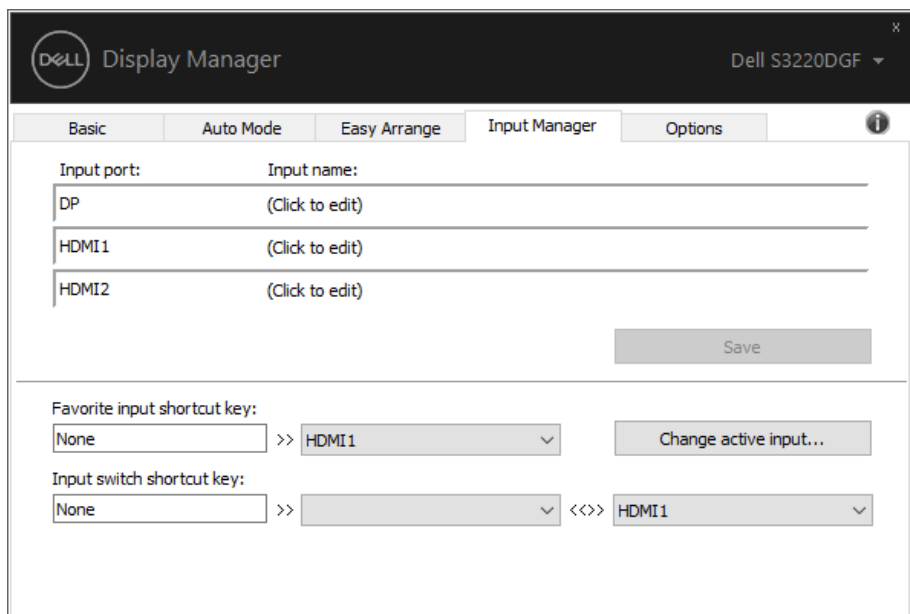 x
DELL Display Manager Dell S3220DGF
Basic Auto Mode Easy Arrange Input Manager Options i
Input port: Input name:
DP (Click to edit)
HDMI1 (Click to edit)
HDMI2 (Click to edit)
Save
Favorite input shortcut key:
None >> HDMI1 Change active input...
Input switch shortcut key:
None >> <<>> HDMI1